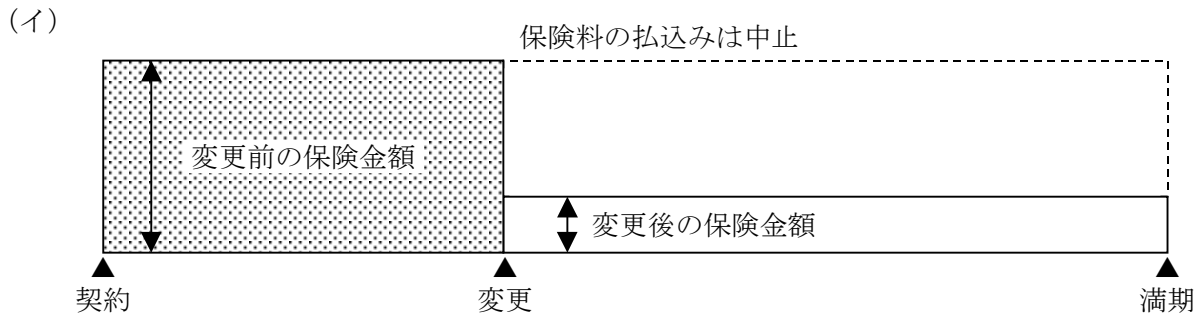 (イ)
保険料の払込みは中止
変更前の保険金額
変更後の保険金額
契約
変更
満期